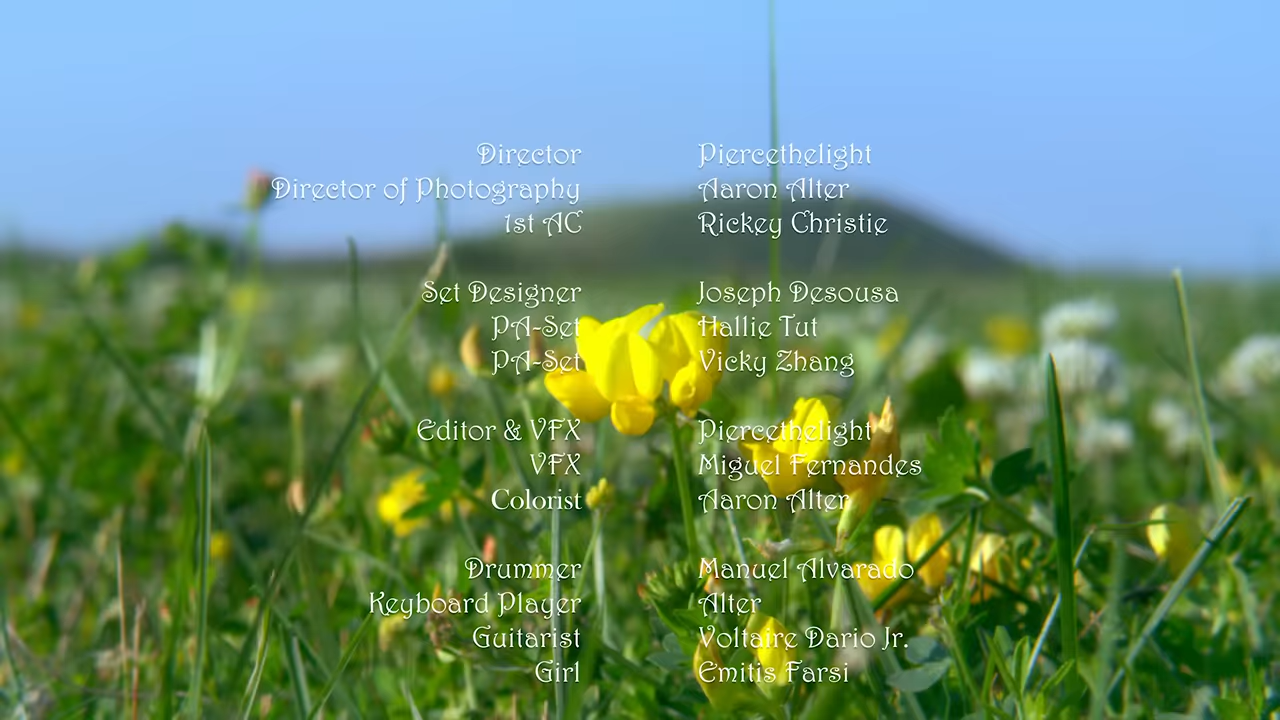 Director Piercethelight
Director of Photography Aaron Alter
1st AC Rickey Christie
Set Designer Joseph Desousa
PA-Set Hallie Tut
PA-Set Vicky Zhang
Editor & VFX Piercethelight
VFX Miguel Fernandes
Colorist Aaron Alter
Drummer Manuel Alvarado
Keyboard Player Alter
Guitarist Voltaire Dario Jr.
Girl Emitis Farsi